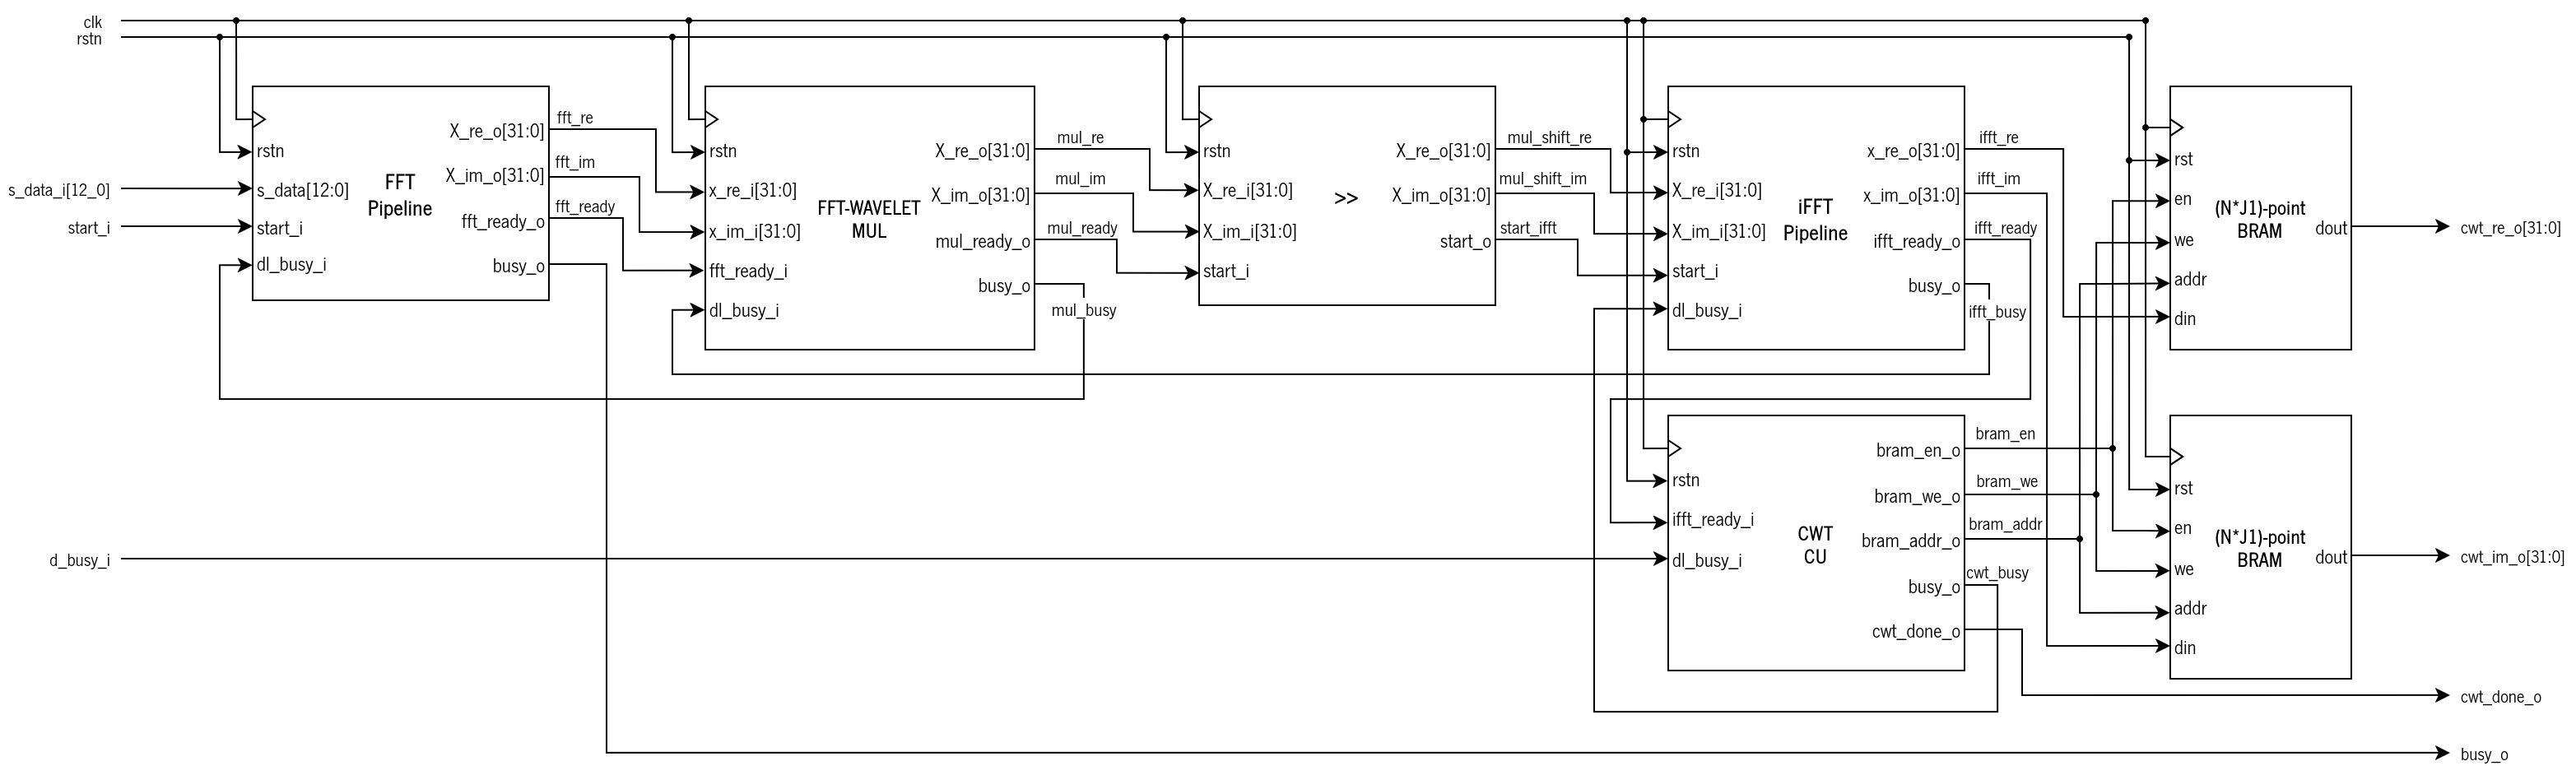 clk
rstn
s_data_i[12_0]
start_i
d_busy_i
rstn
s_data[12:0]
start_i
dl_busy_i
FFT
Pipeline
X_re_o[31:0]
X_im_o[31:0]
fft_ready_o
busy_o
fft_re
fft_im
fft_ready
rstn
x_re_i[31:0]
x_im_i[31:0]
fft_ready_i
dl_busy_i
FFT-WAVELET
MUL
X_re_o[31:0]
X_im_o[31:0]
mul_ready_o
busy_o
mul_re
mul_im
mul_ready
mul_busy
rstn
X_re_i[31:0]
X_im_i[31:0]
start_i
>>
X_re_o[31:0]
X_im_o[31:0]
start_o
mul_shift_re
mul_shift_im
start_ifft
rstn
X_re_i[31:0]
X_im_i[31:0]
start_i
dl_busy_i
iFFT
Pipeline
x_re_o[31:0]
x_im_o[31:0]
ifft_ready_o
busy_o
ifft_re
ifft_im
ifft_ready
ifft_busy
rst
en
we
addr
din
(N*J1)-point
BRAM
dout
cwt_re_o[31:0]
rstn
ifft_ready_i
dl_busy_i
CWT
CU
bram_en_o
bram_we_o
bram_addr_o
busy_o
cwt_done_o
bram_en
bram_we
bram_addr
cwt_busy
rst
en
we
addr
din
(N*J1)-point
BRAM
dout
cwt_im_o[31:0]
cwt_done_o
busy_o